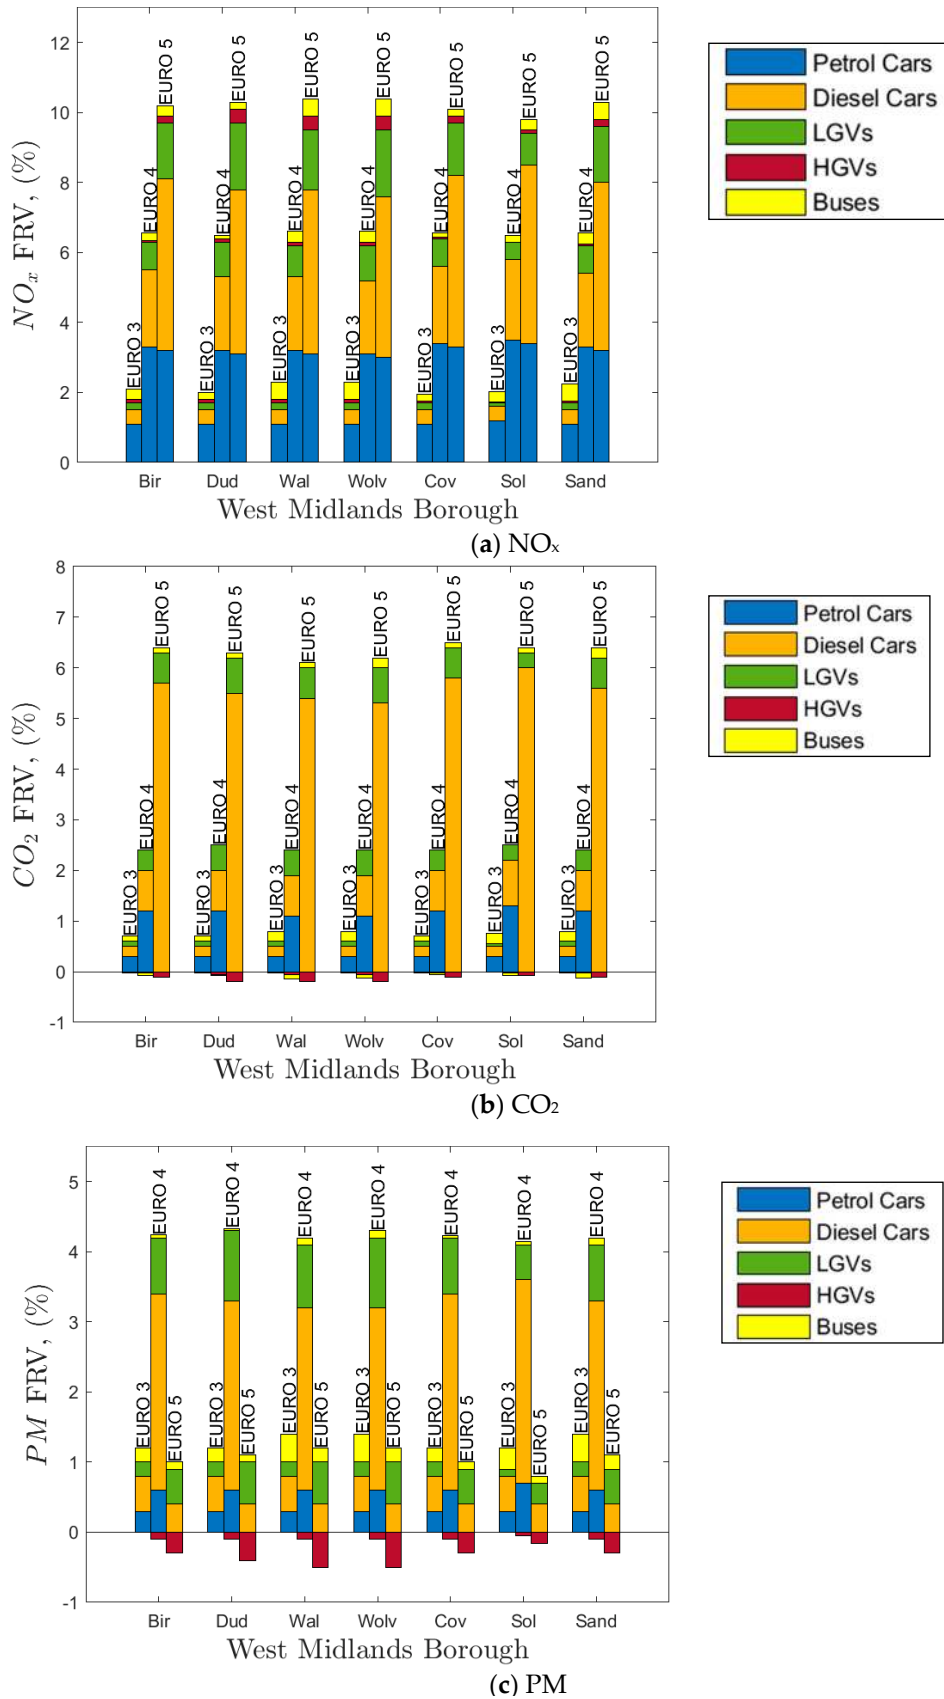 EURO 3
EURO 4
EURO 5
EURO 3
EURO 4
EURO 5
EURO 3
EURO 4
EURO 5
EURO 3
EURO 4
EURO 5
EURO 3
EURO 4
EURO 5
EURO 3
EURO 4
EURO 5
EURO 3
EURO 4
EURO 5
12
10
8
6
4
2
0
NOx FRV, (%)
Bir Dud Wal Wolv Cov Sol Sand
West Midlands Borough
Petrol Cars
Diesel Cars
LGVs
HGVs
Buses
(a) NOx
8
7
6
5
4
3
2
1
0
-1
CO2 FRV, (%)
EURO 3
EURO 4
EURO 5
EURO 3
EURO 4
EURO 5
EURO 3
EURO 4
EURO 5
EURO 3
EURO 4
EURO 5
EURO 3
EURO 4
EURO 5
EURO 3
EURO 4
EURO 5
EURO 3
EURO 4
EURO 5
Bir Dud Wal Wolv Cov Sol Sand
West Midlands Borough
Petrol Cars
Diesel Cars
LGVs
HGVs
Buses
(b) CO2
5
4
3
2
1
0
-1
PM FRV, (%)
EURO 3
EURO 4
EURO 5
EURO 3
EURO 4
EURO 5
EURO 3
EURO 4
EURO 5
EURO 3
EURO 4
EURO 5
EURO 3
EURO 4
EURO 5
EURO 3
EURO 4
EURO 5
EURO 3
EURO 4
EURO 5
Bir Dud Wal Wolv Cov Sol Sand
West Midlands Borough
Petrol Cars
Diesel Cars
LGVs
HGVs
Buses
(c) PM